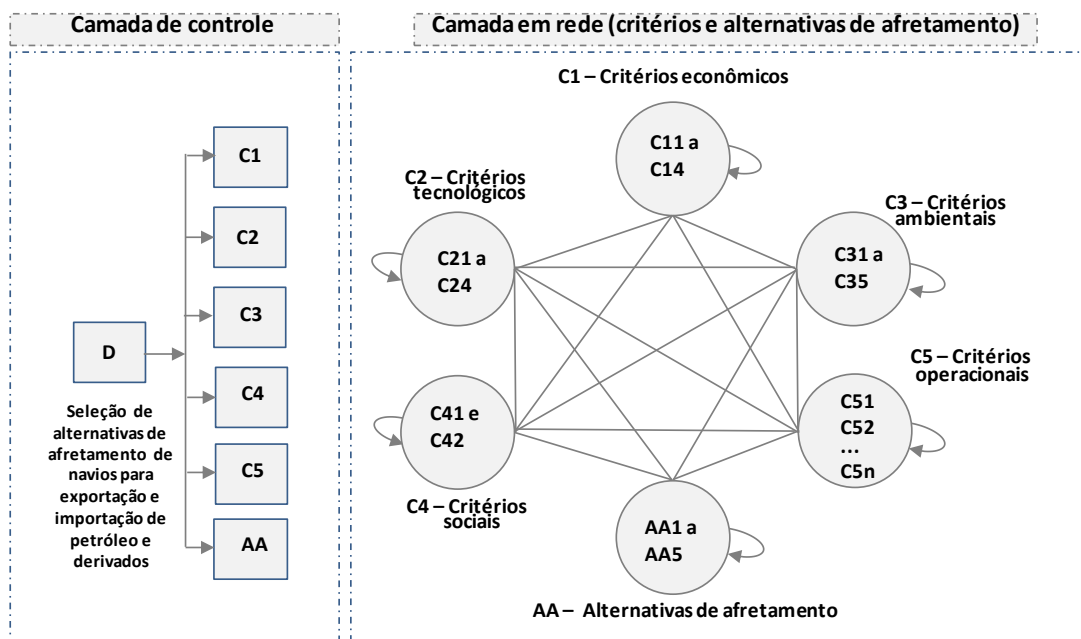 Camada de controle
C1
C2
C3
D
C4
C5
AA
Seleção de
alternativas de
afretamento de
navios para
exportação e
importação de
petróleo e
derivados
Camada em rede (critérios e alternativas de afretamento)
C1 – Critérios econômicos
C11 a
C14
C2 – Critérios
tecnológicos
C21 a
C24
C3 – Critérios
ambientais
C31 a
C35
C41 e
C42
C4 – Critérios
sociais
C5 – Critérios
operacionais
C51
C52
...
C5n
AA1 a
AA5
AA – Alternativas de afretamento